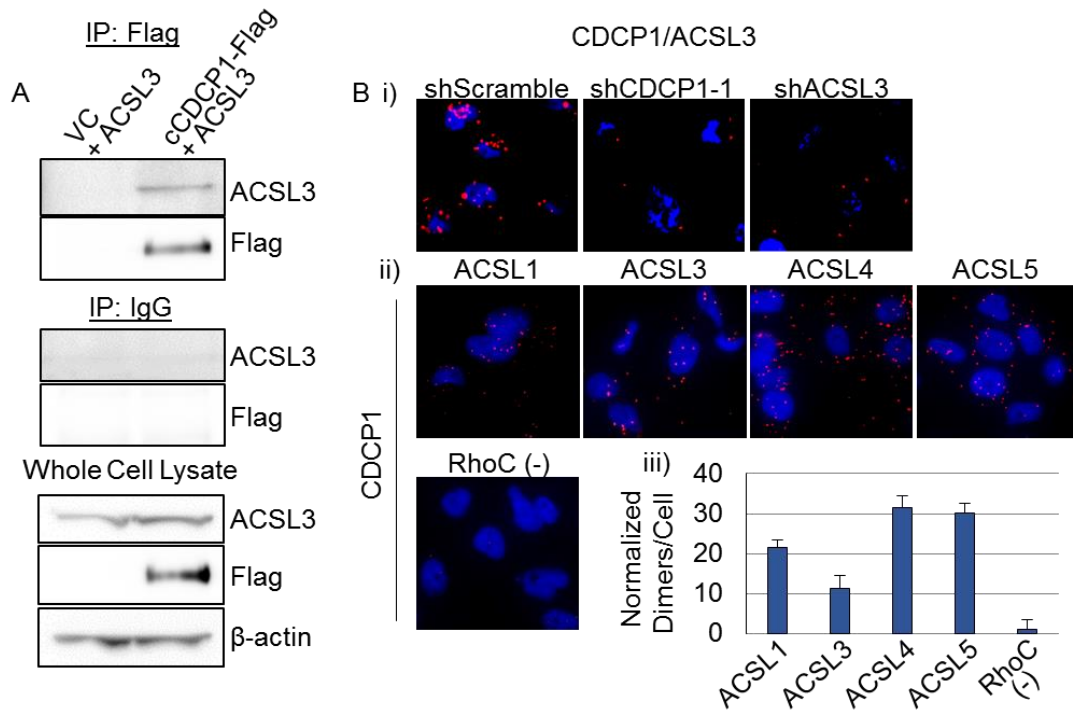 A
IP: Flag
VC
+ ACSL3
cCDCP1-Flag
+ ACSL3
ACSL3
Flag
IP: IgG
ACSL3
Flag
Whole Cell Lysate
ACSL3
Flag
β-actin
CDCP1/ACSL3
B i)
shScramble
shCDCP1-1
shACSL3
ii)
ACSL1
ACSL3
ACSL4
ACSL5
CDCP1
RhoC (-)
iii)
Normalized
Dimers/Cell
40
30
20
10
0
ACSL1
ACSL3
ACSL4
ACSL5
RhoC
(-)